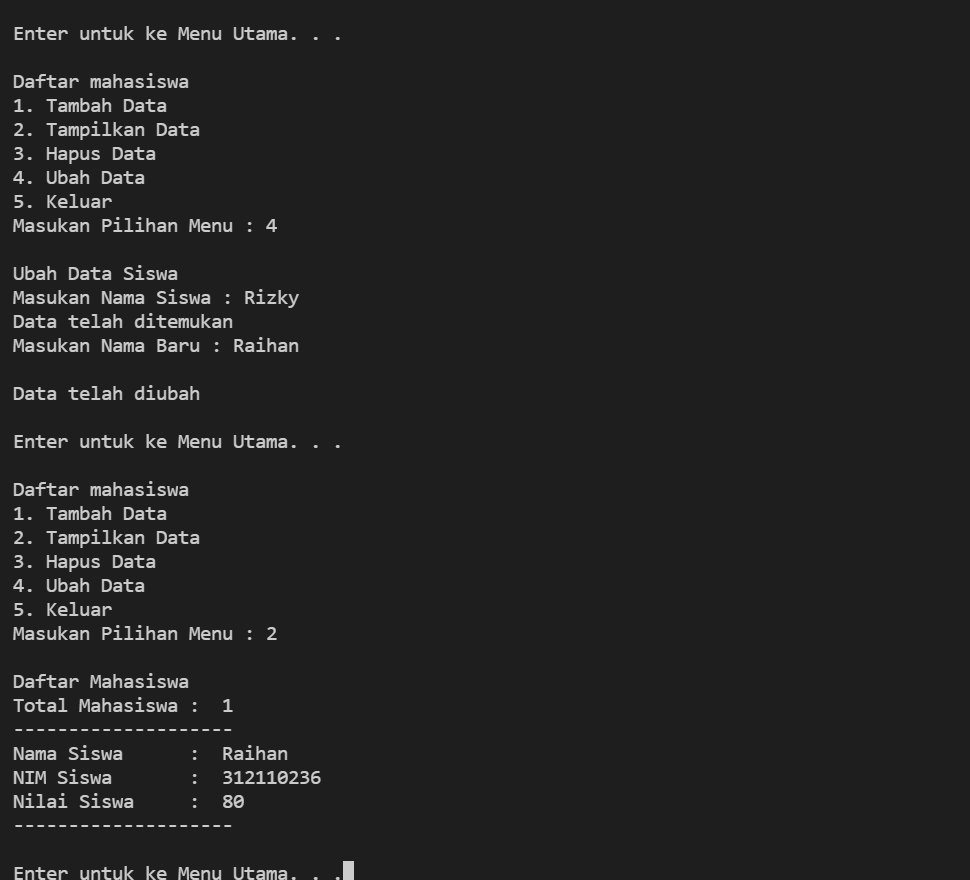 Enter untuk ke Menu Utama. . .
Daftar mahasiswa
1. Tambah Data
2. Tampilkan Data
3. Hapus Data
4. Ubah Data
5. Keluar
Masukan Pilihan Menu : 4
Ubah Data Siswa
Masukan Nama Siswa : Rizky
Data telah ditemukan
Masukan Nama Baru : Raihan
Data telah diubah
Enter untuk ke Menu Utama. . .
Daftar mahasiswa
1. Tambah Data
2. Tampilkan Data
3. Hapus Data
4. Ubah Data
5. Keluar
Masukan Pilihan Menu : 2
Daftar Mahasiswa
Total Mahasiswa :  1
--------------------
Nama Siswa      :  Raihan
NIM Siswa       :  312110236
Nilai Siswa     :  80
--------------------
Enter untuk ke Menu Utama. . .